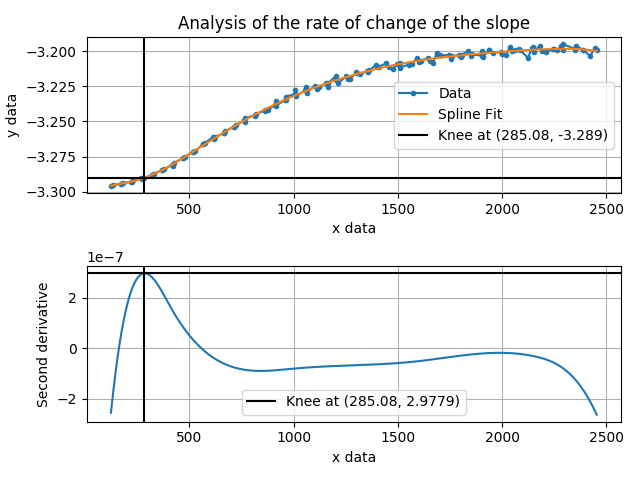 Analysis of the rate of change of the slope
y data
−3.200
−3.225
−3.250
−3.275
−3.300
Data
Spline Fit
Knee at (285.08, -3.289)
500
1000
1500
2000
2500
x data
1e−7
Second derivative
2
0
−2
Knee at (285.08, 2.9779)
500
1000
1500
2000
2500
x data